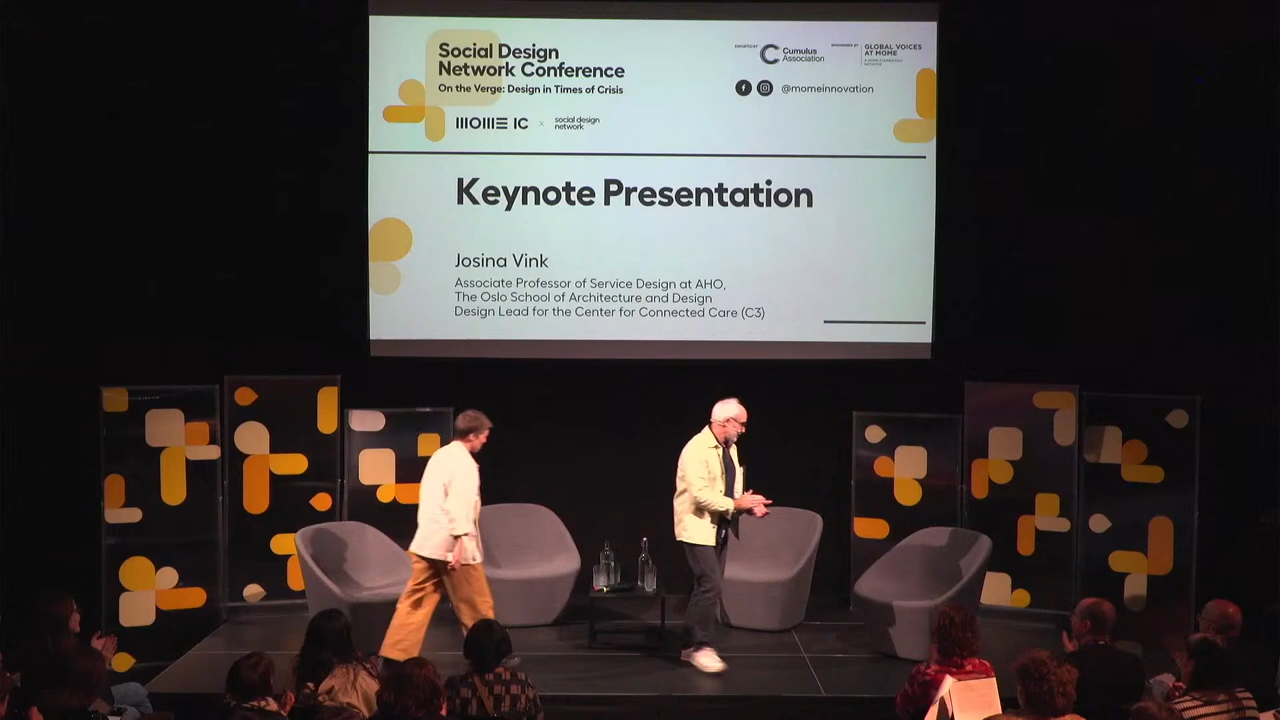 Social Design
Network Conference
On the Verge: Design in Times of Crisis
MOME IC × social design
network
Cumulus
Association
GLOBAL VOICES
AT MOME
@momeinnovation
Keynote Presentation
Josina Vink
Associate Professor of Service Design at AHO,
The Oslo School of Architecture and Design
Design Lead for the Center for Connected Care (C3)